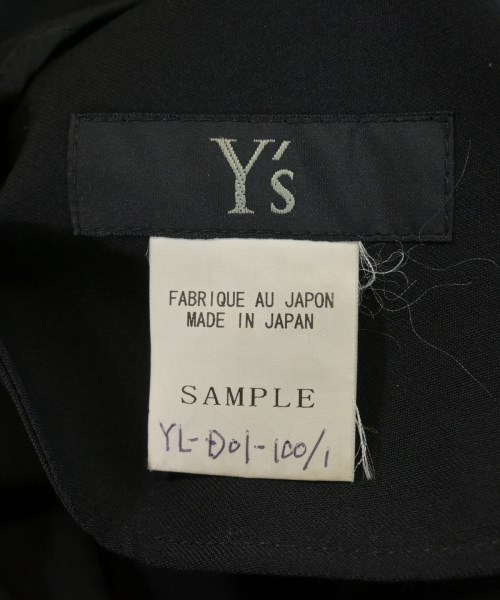 Y's
FABRIQUE AU JAPON
MADE IN JAPAN
SAMPLE
YL-D01-100/1